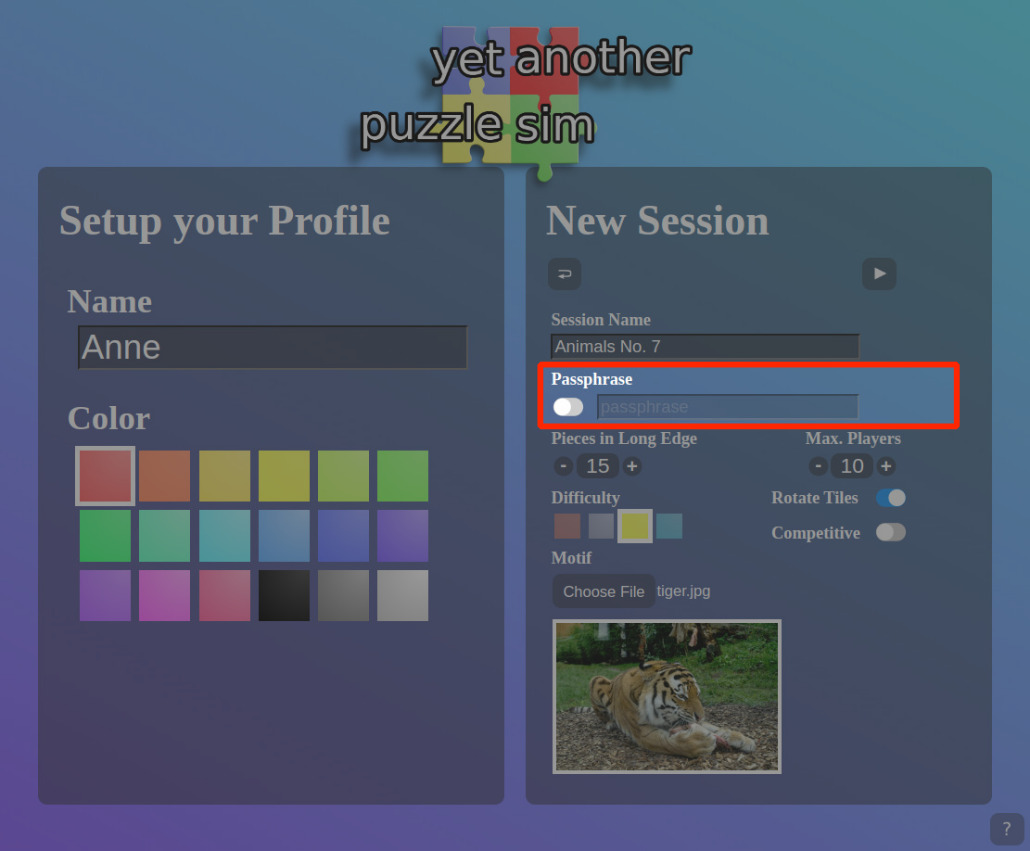 yet another
puzzle sim
Setup your Profile
Name
Anne
Color
New Session
Session Name
Animals No. 7
Passphrase
passphrase
Pieces in Long Edge
Max. Players
- 15 +
- 10 +
Difficulty
Rotate Tiles
Competitive
Motif
Choose File tiger.jpg
?